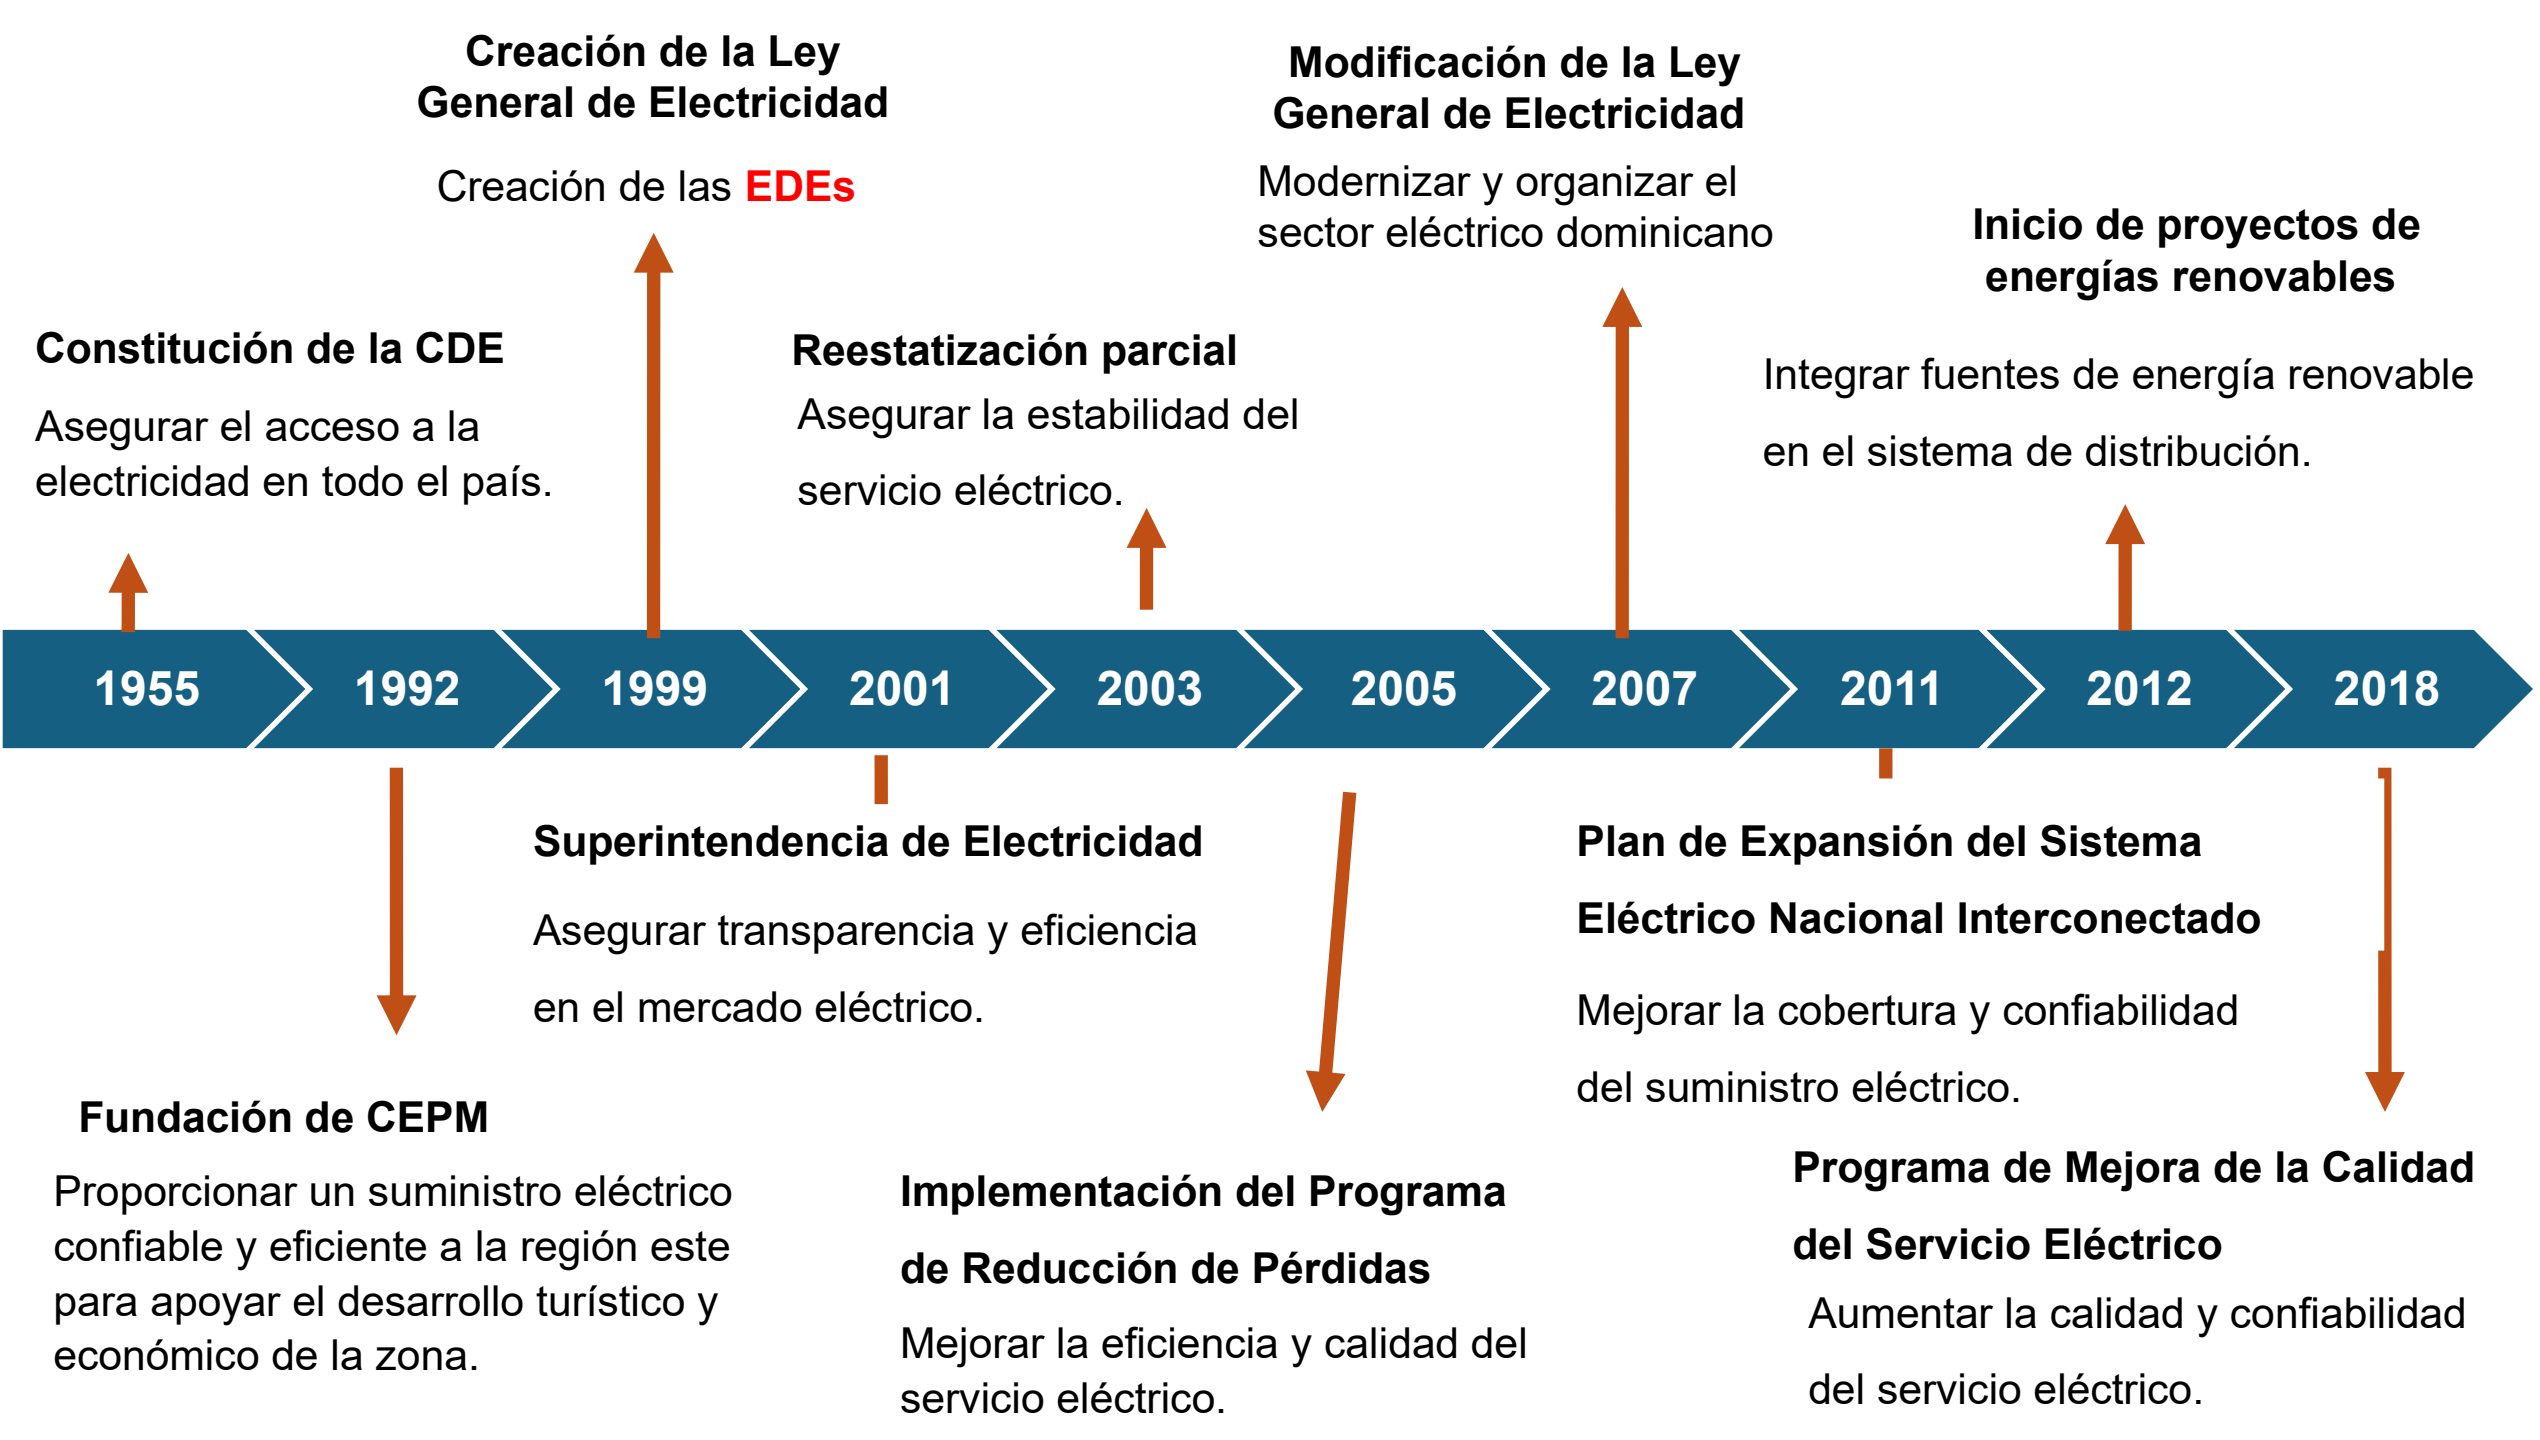 Creación de la Ley
General de Electricidad
Creación de las EDEs
Modificación de la Ley
General de Electricidad
Modernizar y organizar el
sector eléctrico dominicano
Inicio de proyectos de
energías renovables
Integrar fuentes de energía renovable
en el sistema de distribución.
Constitución de la CDE
Asegurar el acceso a la
electricidad en todo el país.
Reestatización parcial
Asegurar la estabilidad del
servicio eléctrico.
1955
1992
1999
2001
2003
2005
2007
2011
2012
2018
Superintendencia de Electricidad
Asegurar transparencia y eficiencia
en el mercado eléctrico.
Plan de Expansión del Sistema
Eléctrico Nacional Interconectado
Mejorar la cobertura y confiabilidad
del suministro eléctrico.
Fundación de CEPM
Proporcionar un suministro eléctrico
confiable y eficiente a la región este
para apoyar el desarrollo turístico y
económico de la zona.
Implementación del Programa
de Reducción de Pérdidas
Mejorar la eficiencia y calidad del
servicio eléctrico.
Programa de Mejora de la Calidad
del Servicio Eléctrico
Aumentar la calidad y confiabilidad
del servicio eléctrico.